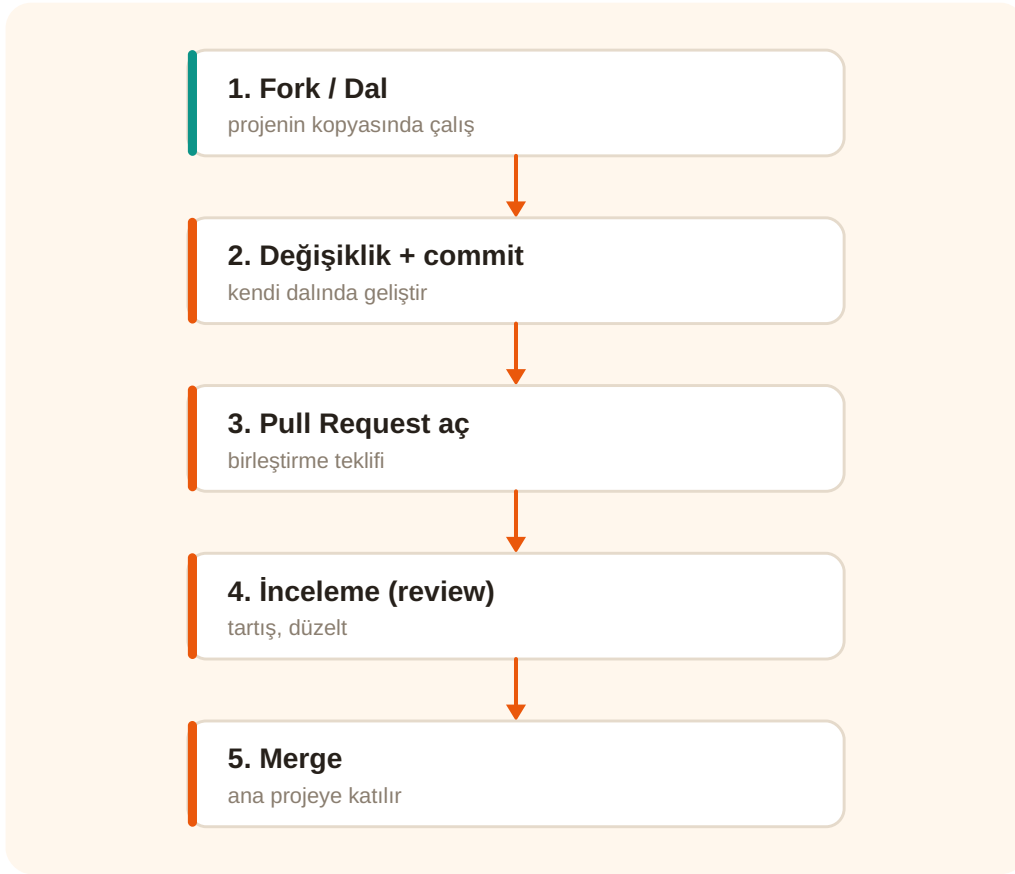 1. Fork / Dal
projenin kopyasında çalış
2. Değişiklik + commit
kendi dalında geliştir
3. Pull Request aç
birleştirme teklifi
4. İnceleme (review)
tartış, düzelt
5. Merge
ana projeye katılır